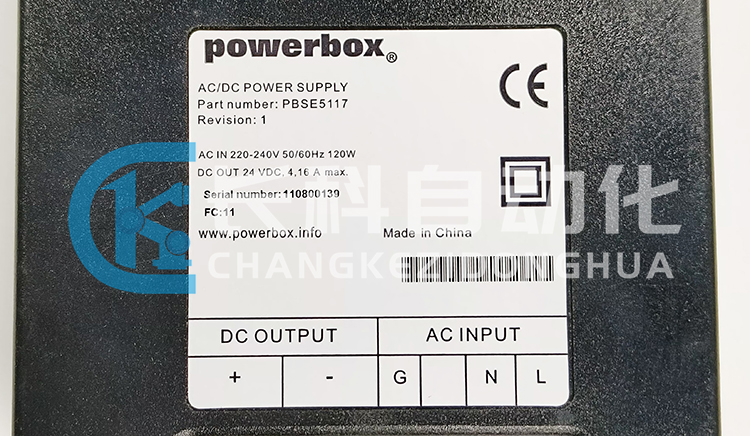 powerbox®
AC/DC POWER SUPPLY
Part number: PBSE5117
Revision: 1
CE
AC IN 220-240V 50/60Hz 120W
DC OUT 24 VDC, 4,16 A max.
Serial number: 110800139
FC:11
www.powerbox.info
Made in China
长科自动化
CHANGKEZIDONGHUA
DC OUTPUT
AC INPUT
+ - G N L